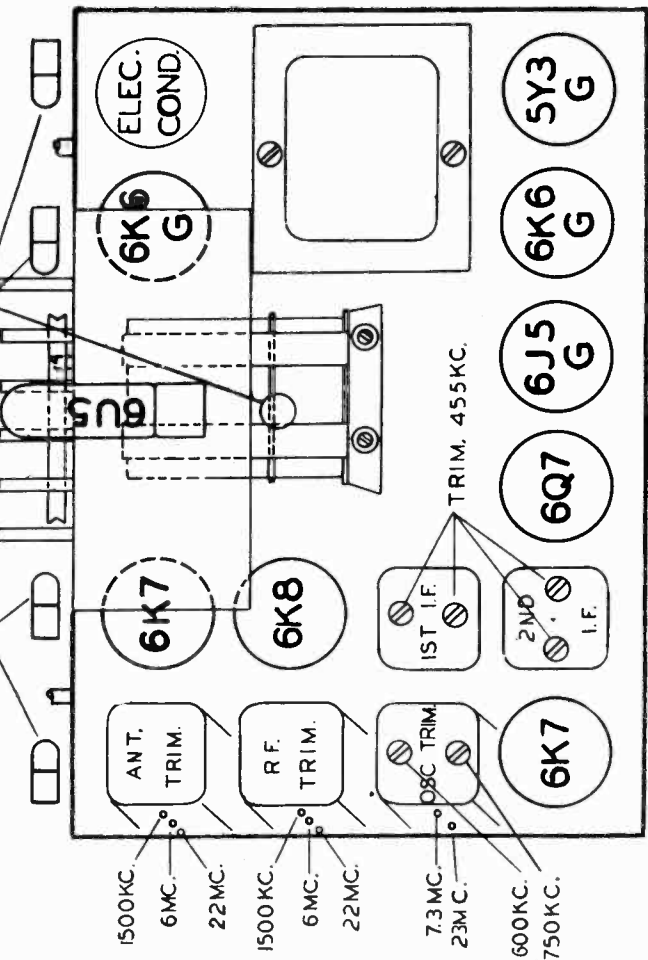 ELEC.
COND.
5Y3
G
6K6
G
6K6
G
6U5
6J5
G
TRIM. 455KC.
6Q7
6K7
6K8
1ST I.F.
2ND
I.F.
ANT.
TRIM.
R F.
TRIM.
OSC TRIM.
6K7
1500KC.
6MC.
22MC.
1500KC.
6MC.
22MC.
7.3MC.
23MC.
600KC.
750KC.